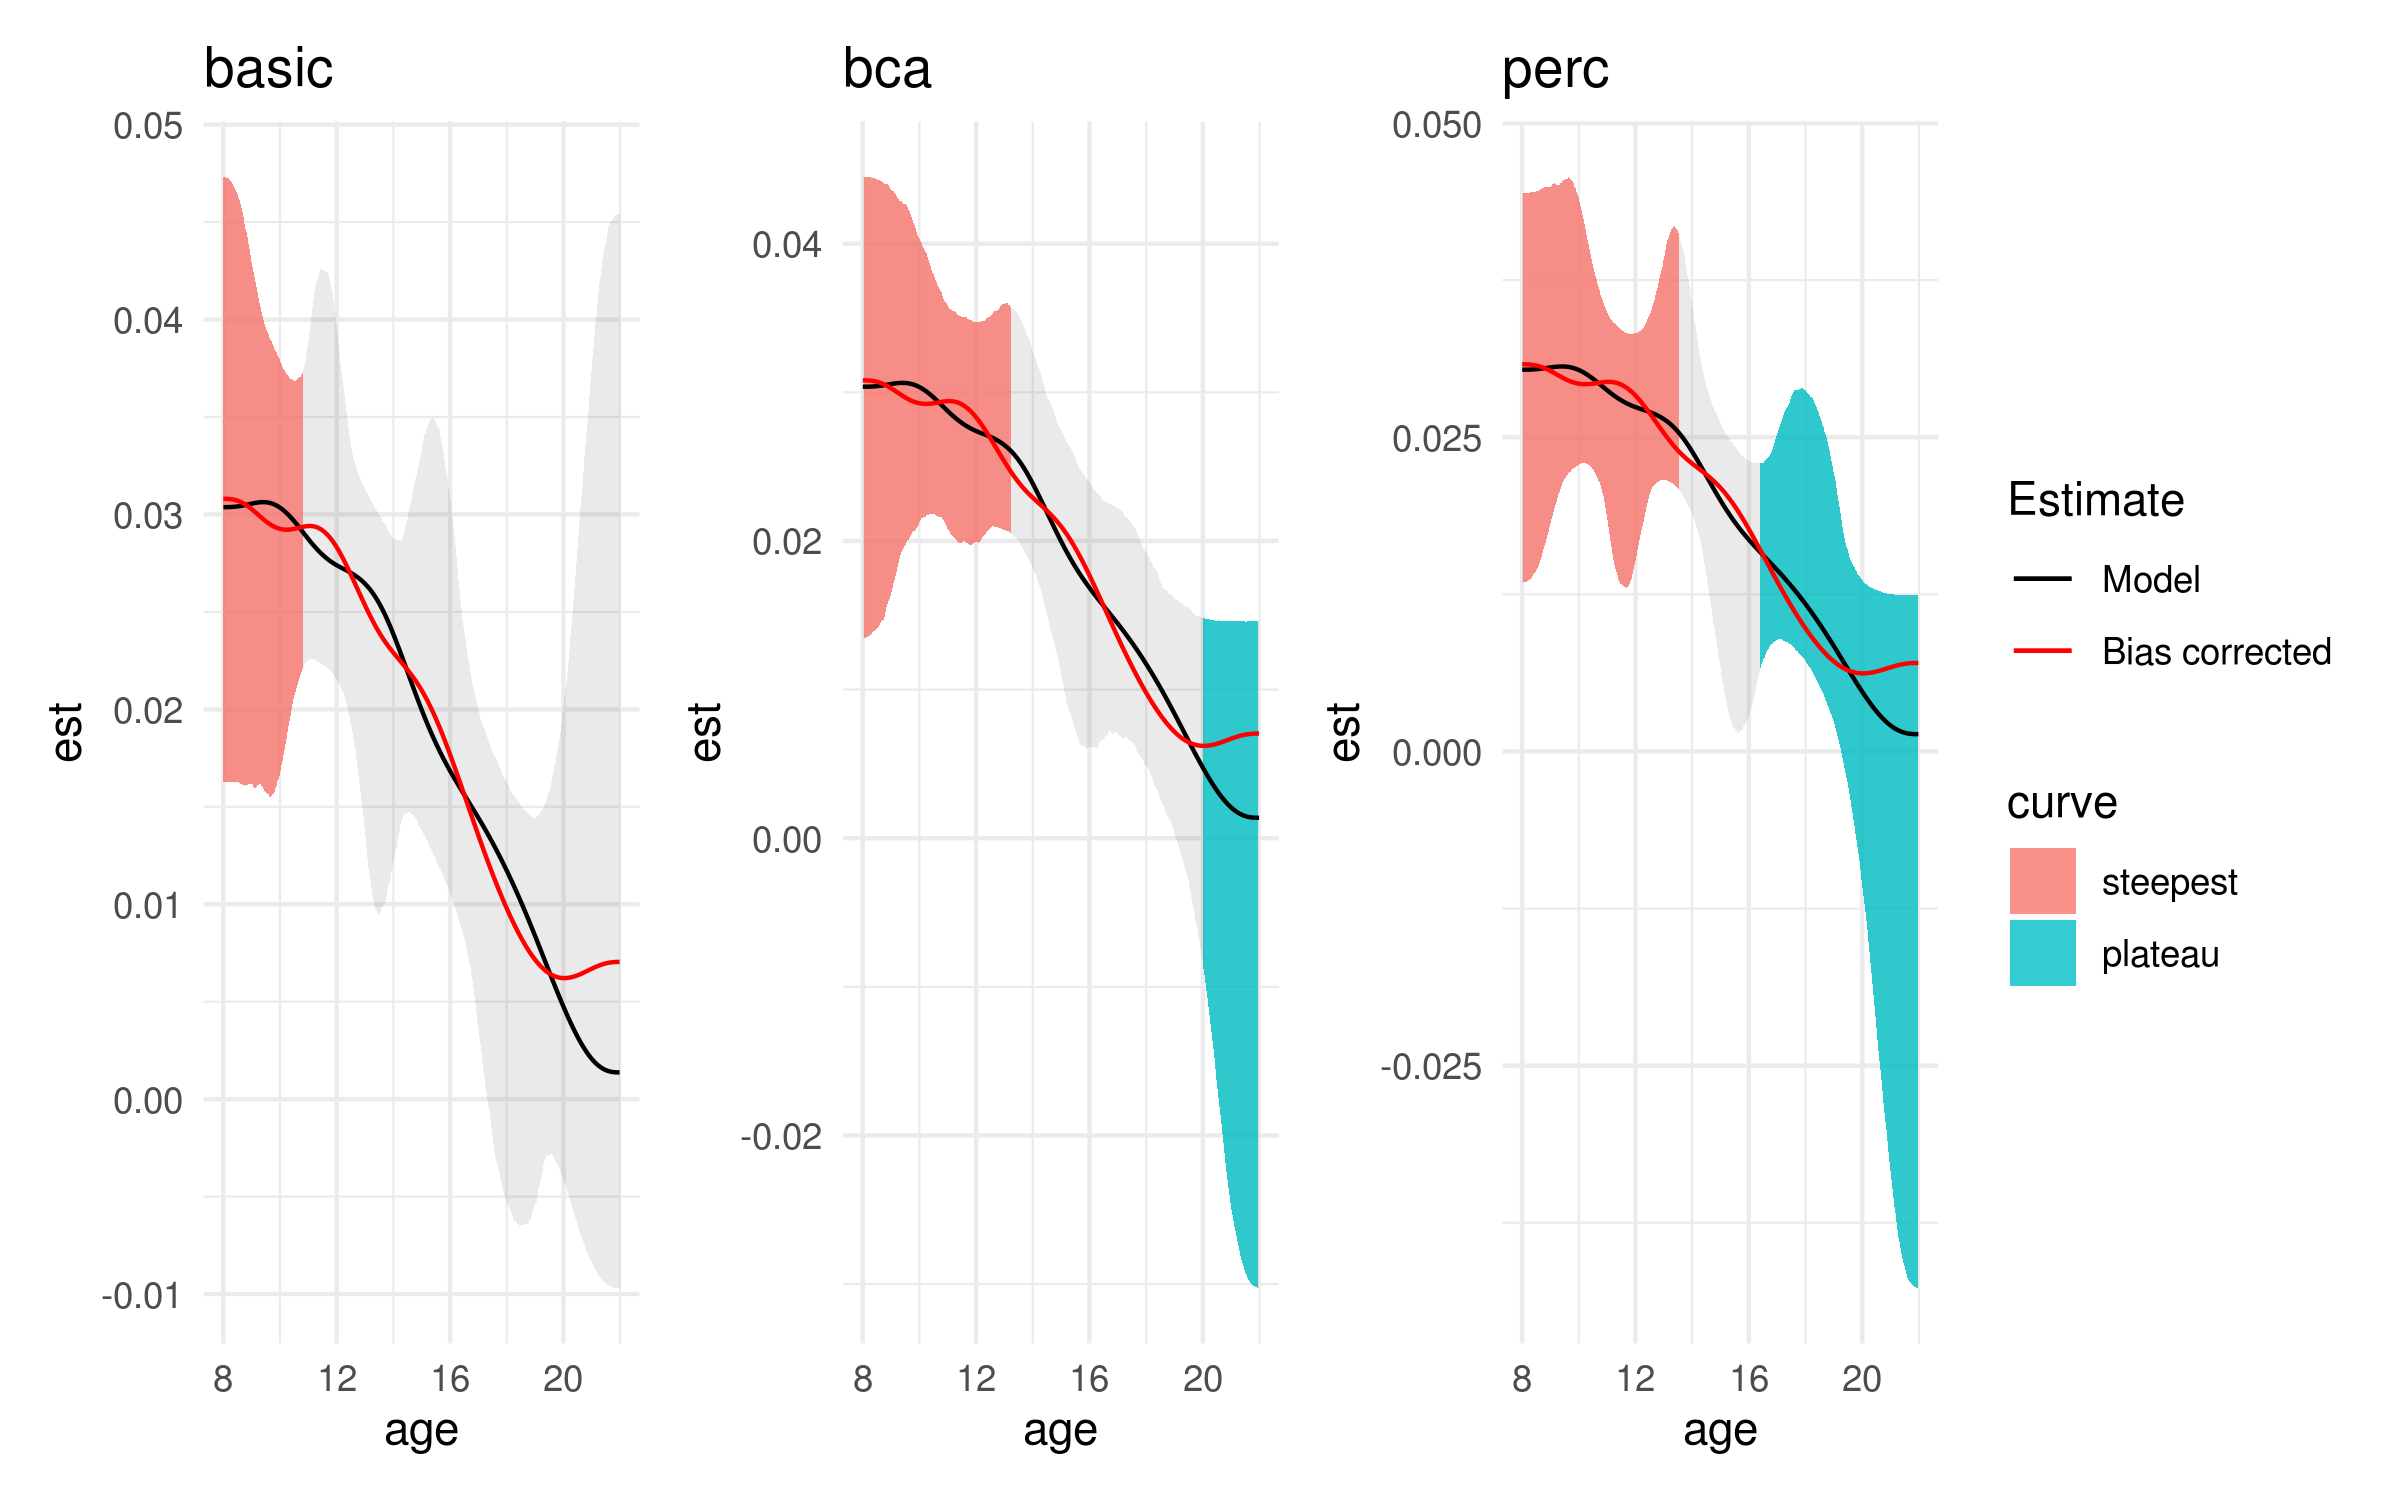 basic
0.05
0.04
0.03
0.02
0.01
0.00
-0.01
est
8 12 16 20
age
bca
0.04
0.02
0.00
-0.02
est
8 12 16 20
age
perc
0.050
0.025
0.000
-0.025
est
8 12 16 20
age
Estimate
Model
Bias corrected
curve
steepest
plateau